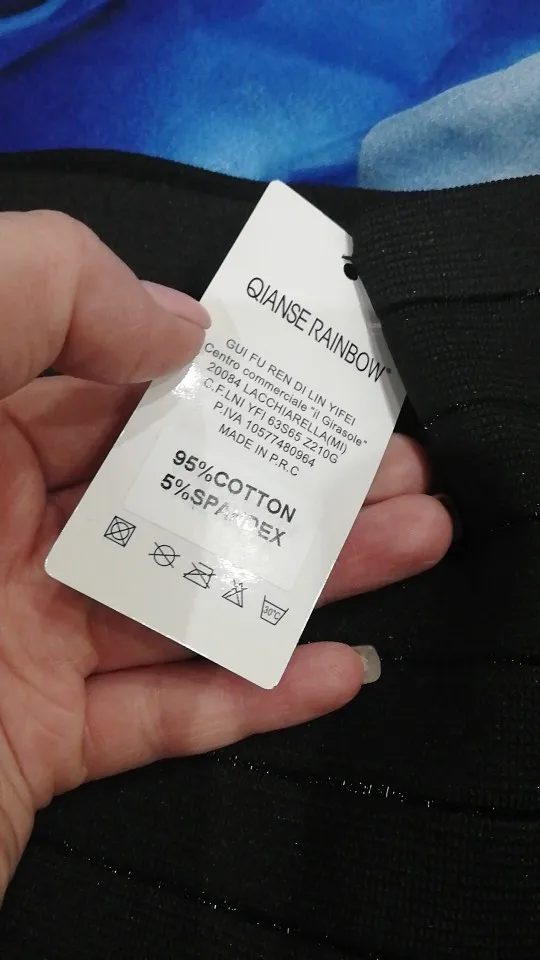 QIANSE RAINBOW®
GUI FU REN DI LIN YIFEI
Centro commerciale "il Girasole"
20084 LACCHIARELLA(MI)
C.F.LNI YFI 63S65 Z210G
P.IVA 10577480964
MADE IN P.R.C
95%COTTON
5%SPANDEX
30°C